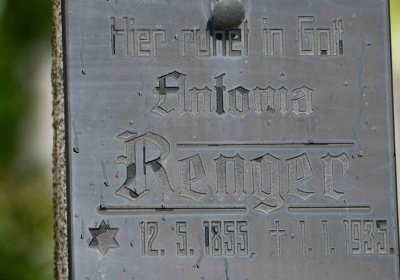 Hier ruhet in Gott
Antonia
Renger
✶ 12. 5. 1855, ✝ 1. 1. 1935.